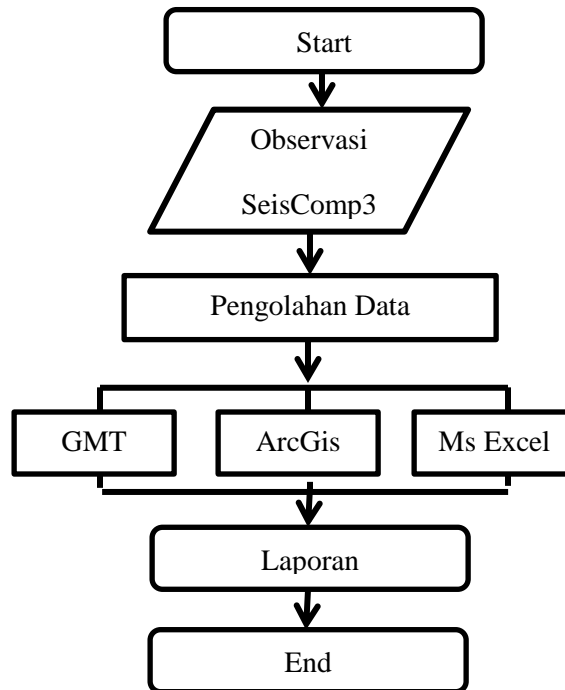 Start
Observasi
SeisComp3
Pengolahan Data
GMT
ArcGis
Ms Excel
Laporan
End